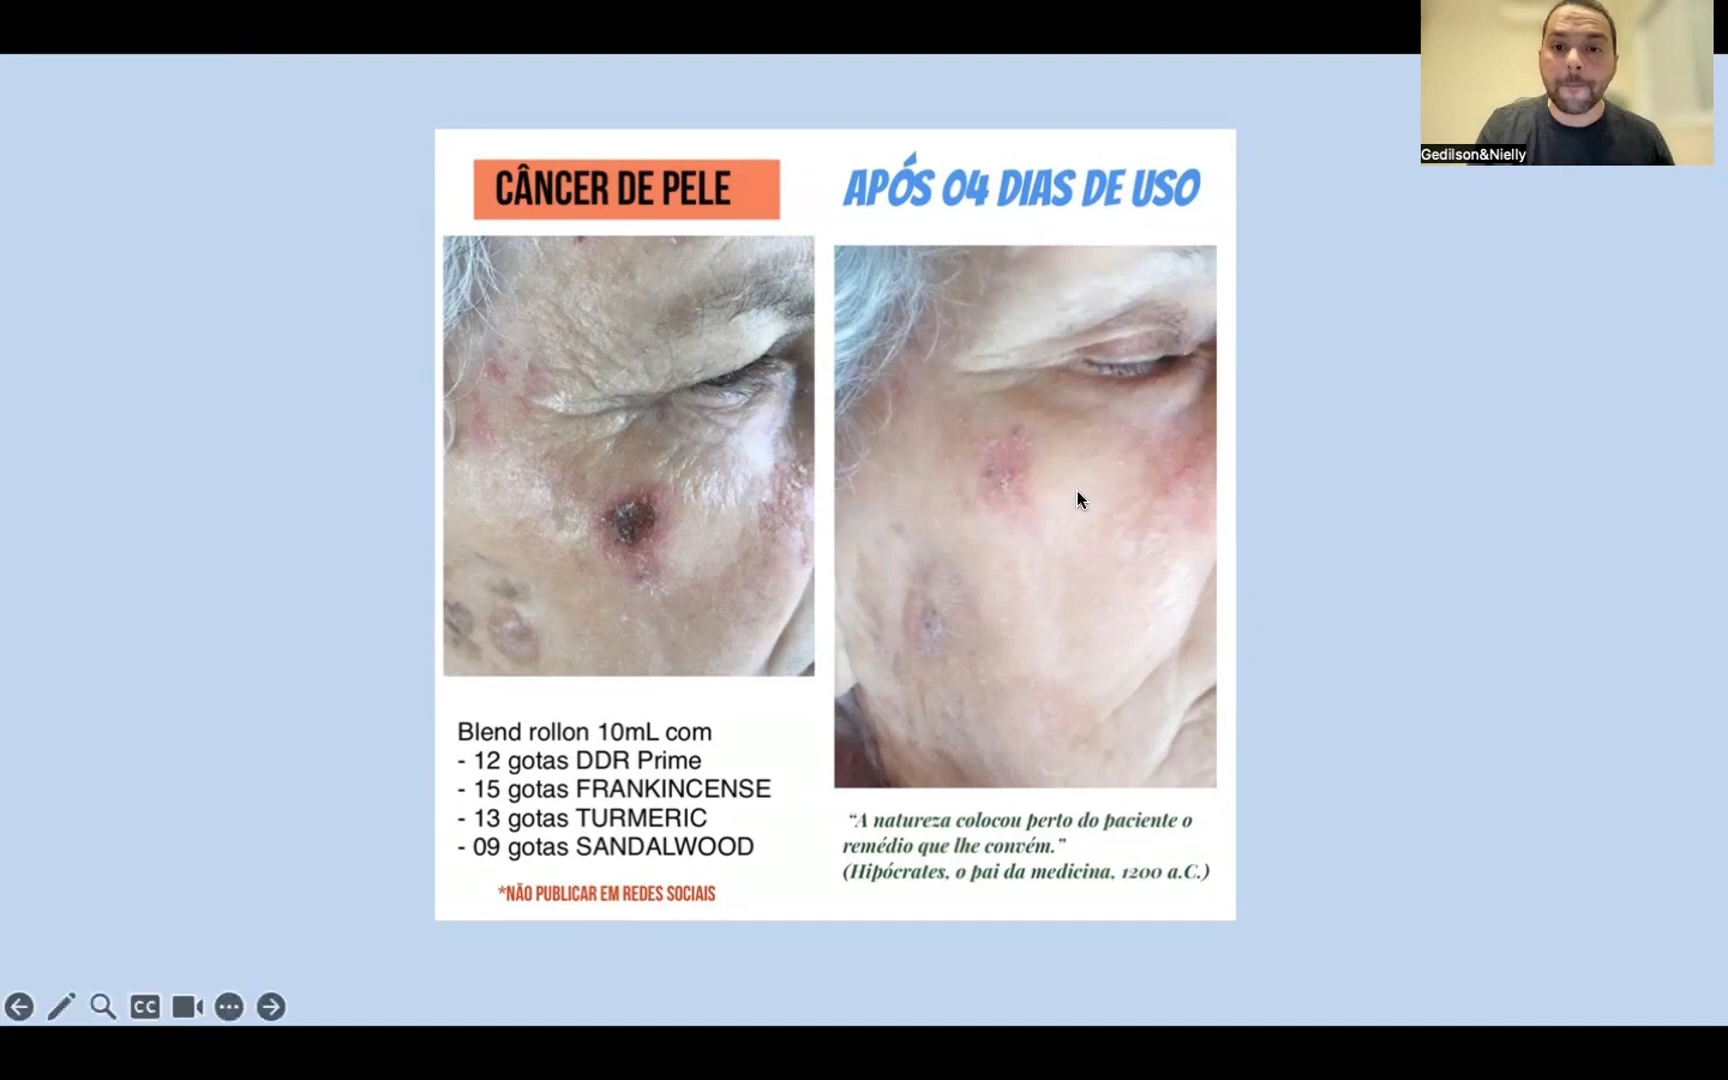 Gedilson&Nielly
CÂNCER DE PELE
APÓS 04 DIAS DE USO
Blend rollon 10mL com
- 12 gotas DDR Prime
- 15 gotas FRANKINCENSE
- 13 gotas TURMERIC
- 09 gotas SANDALWOOD
*NÃO PUBLICAR EM REDES SOCIAIS
“A natureza colocou perto do paciente o
remédio que lhe convém.”
(Hipócrates, o pai da medicina, 1200 a.C.)
CC